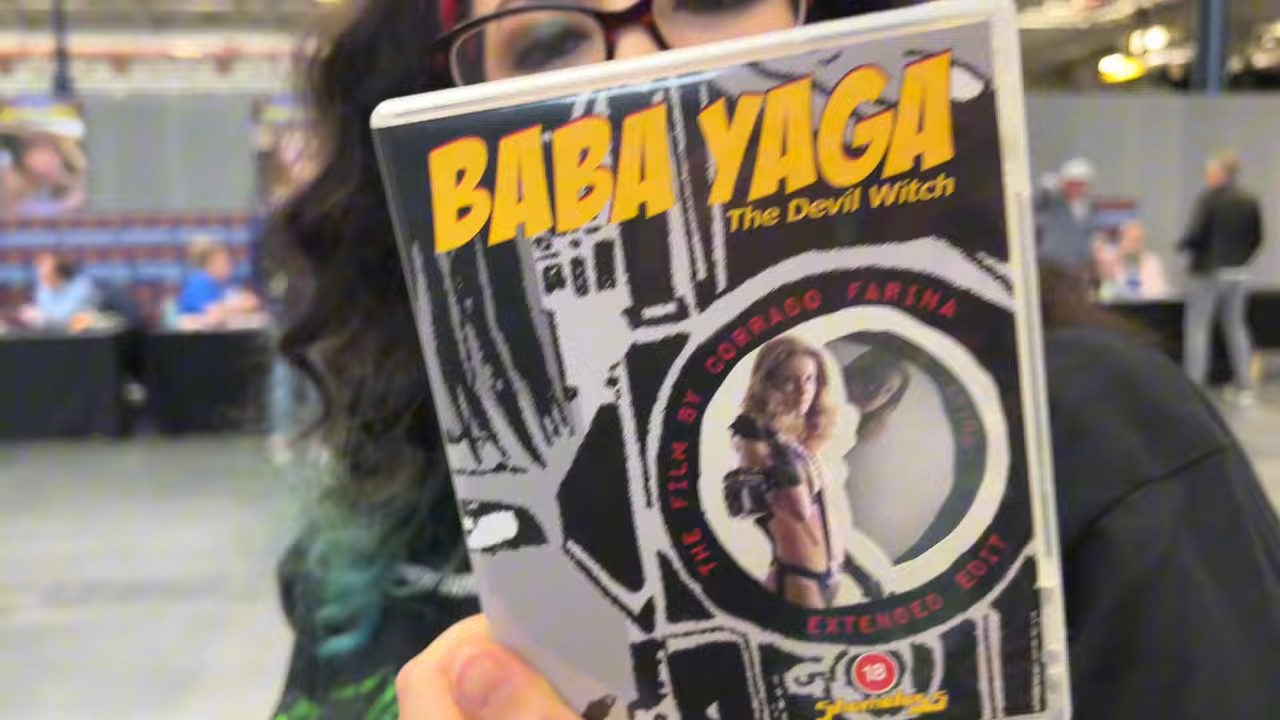 BABA YAGA
The Devil Witch
THE FILM BY CORRADO FARINA
EXTENDED EDIT
18
Shameless